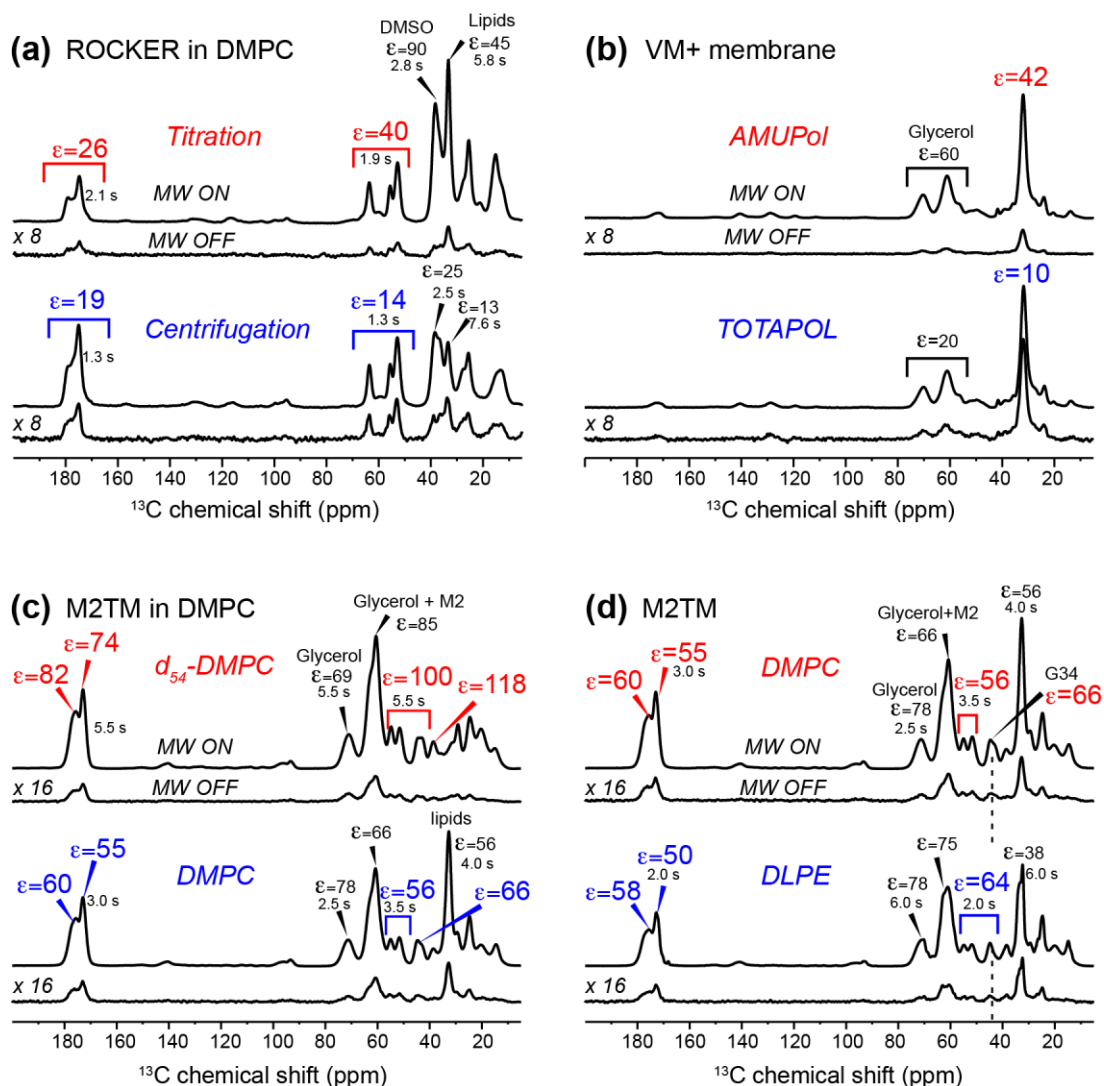 (a) ROCKER in DMPC
DMSO
ε=90
2.8 s
Lipids
ε=45
5.8 s
ε=26
2.1 s
Titration
ε=40
1.9 s
MW ON
x 8
MW OFF
ε=19
1.3 s
Centrifugation
ε=14
1.3 s
ε=25
2.5 s
ε=13
7.6 s
x 8
180 160 140 120 100 80 60 40 20
13C chemical shift (ppm)
(b) VM+ membrane
AMUPol
ε=42
Glycerol
ε=60
MW ON
x 8
MW OFF
TOTAPOL
ε=10
ε=20
x 8
180 160 140 120 100 80 60 40 20
13C chemical shift (ppm)
(c) M2TM in DMPC
Glycerol + M2
ε=85
ε=74
ε=82
5.5 s
d54-DMPC
Glycerol
ε=69
5.5 s
ε=100
5.5 s
ε=118
MW ON
x 16
MW OFF
ε=55
ε=60
3.0 s
DMPC
ε=66
ε=78
2.5 s
ε=56
3.5 s
lipids
ε=56
4.0 s
ε=66
x 16
180 160 140 120 100 80 60 40 20
13C chemical shift (ppm)
(d) M2TM
ε=56
4.0 s
Glycerol+M2
ε=66
DMPC
ε=55
3.0 s
ε=60
Glycerol
ε=78
2.5 s
ε=56
3.5 s
G34
ε=66
MW ON
x 16
MW OFF
ε=50
2.0 s
ε=58
DLPE
ε=75
ε=78
6.0 s
ε=64
2.0 s
ε=38
6.0 s
x 16
180 160 140 120 100 80 60 40 20
13C chemical shift (ppm)